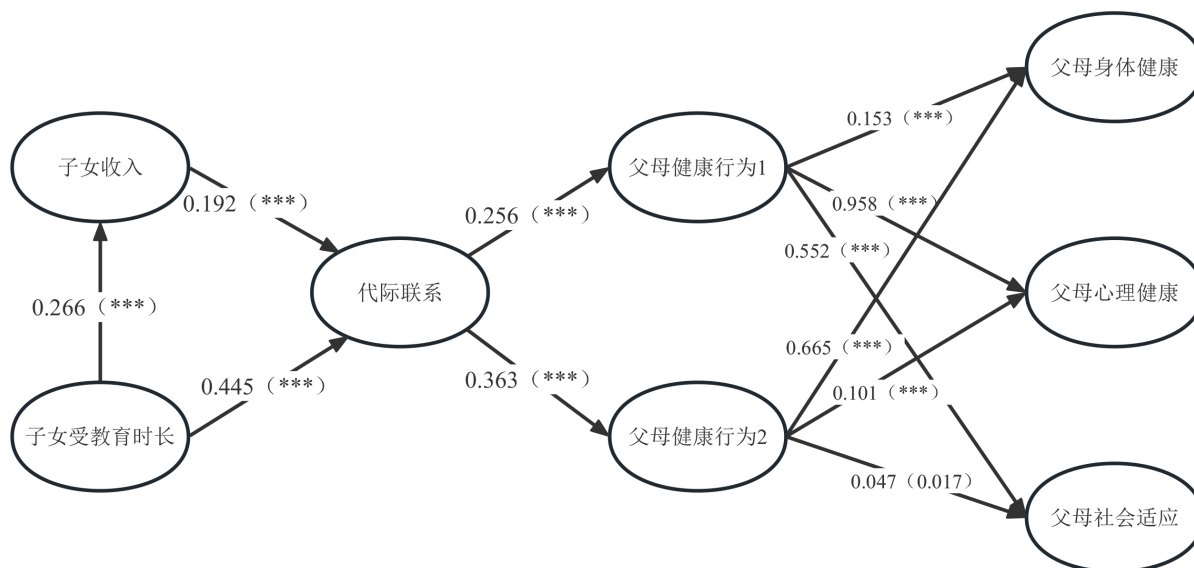 父母身体健康
0.153（***）
子女收入
父母健康行为1
0.192（***）
0.958（***）
0.256（***）
0.552（***）
代际联系
父母心理健康
0.266（***）
0.665（***）
0.445（***）
0.363（***）
0.101（***）
子女受教育时长
父母健康行为2
0.047（0.017）
父母社会适应